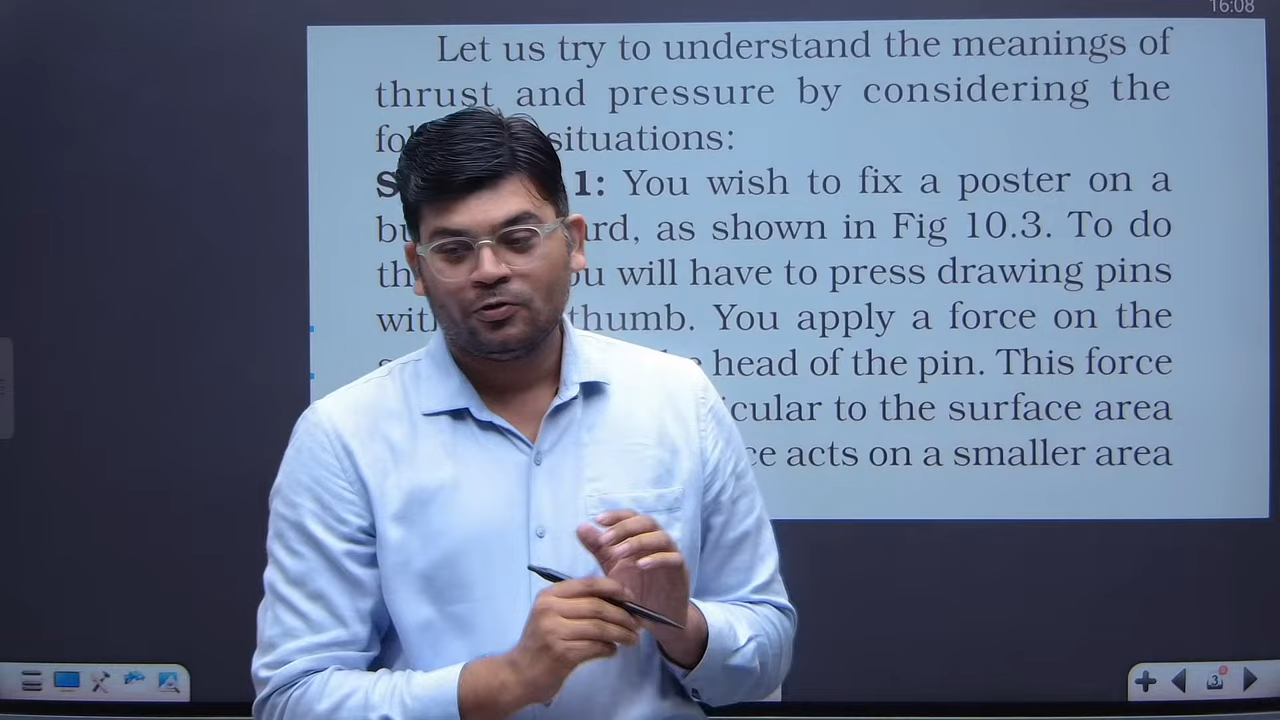 16:08
Let us try to understand the meanings of
thrust and pressure by considering the
situations:
1: You wish to fix a poster on a
as shown in Fig 10.3. To do
will have to press drawing pins
thumb. You apply a force on the
head of the pin. This force
to the surface area
acts on a smaller area
3